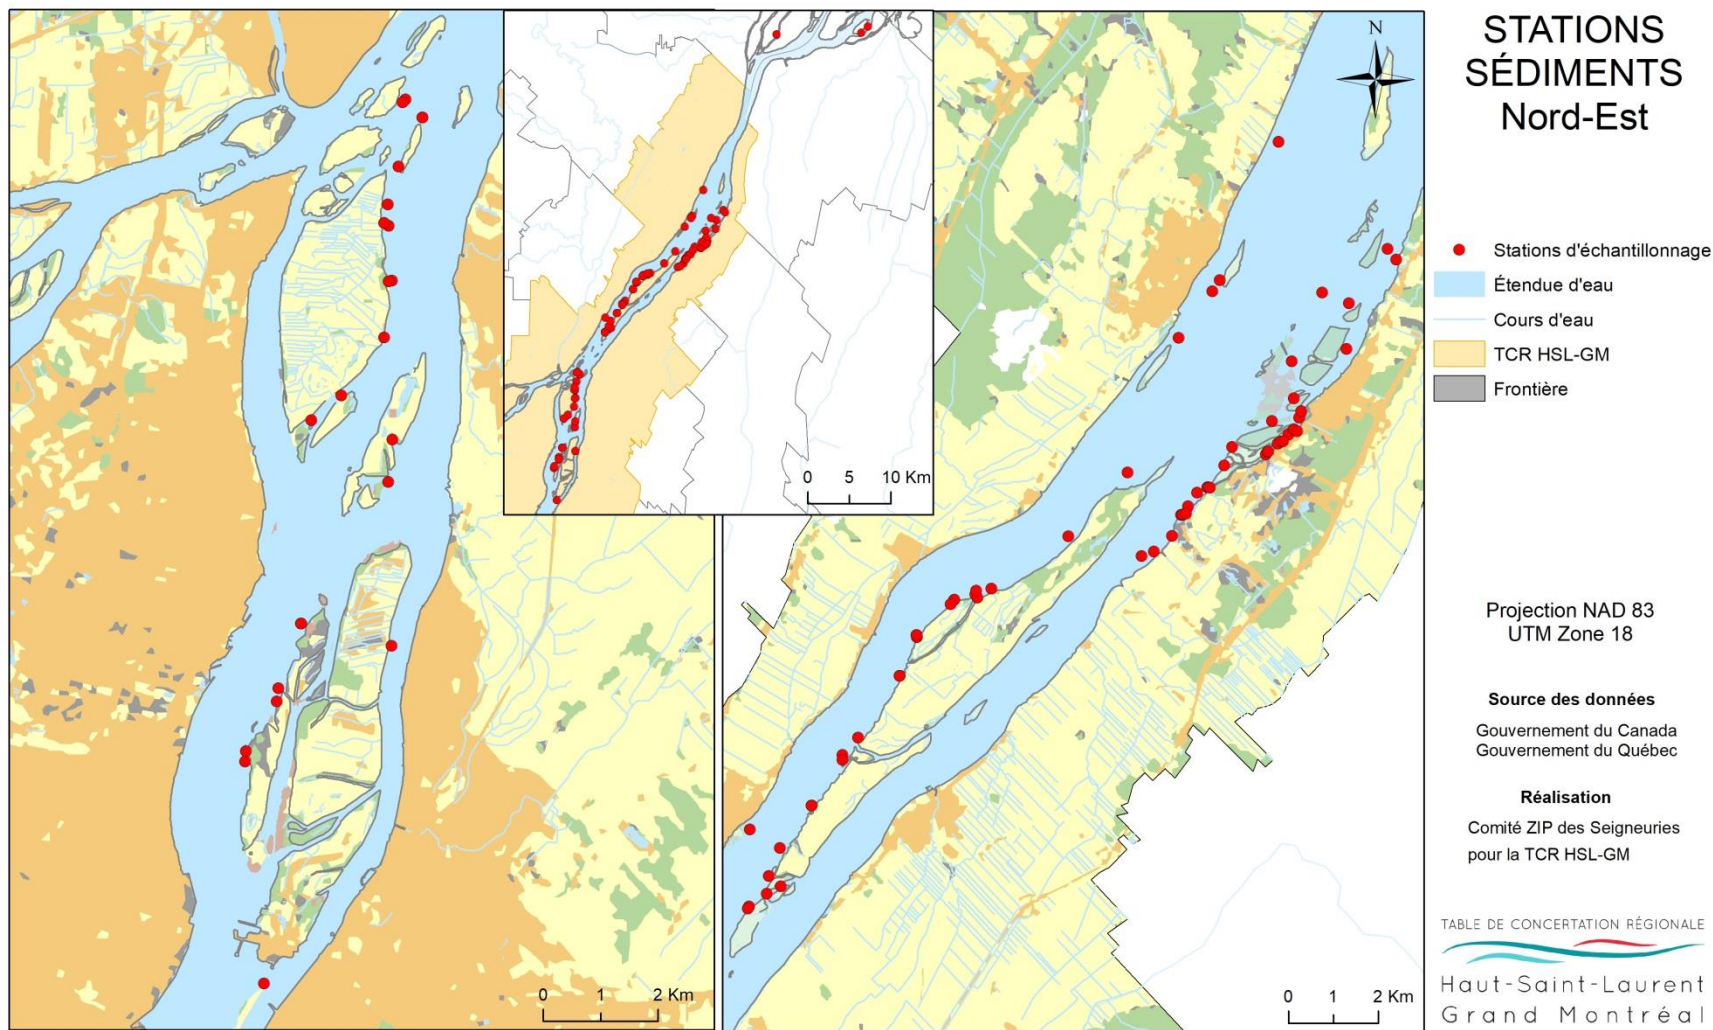 STATIONS
SÉDIMENTS
Nord-Est
N
Stations d'échantillonnage
Étendue d'eau
Cours d'eau
TCR HSL-GM
Frontière
0 5 10 Km
0 1 2 Km
0 1 2 Km
Projection NAD 83
UTM Zone 18
Source des données
Gouvernement du Canada
Gouvernement du Québec
Réalisation
Comité ZIP des Seigneuries
pour la TCR HSL-GM
TABLE DE CONCERTATION RÉGIONALE
Haut-Saint-Laurent
Grand Montréal